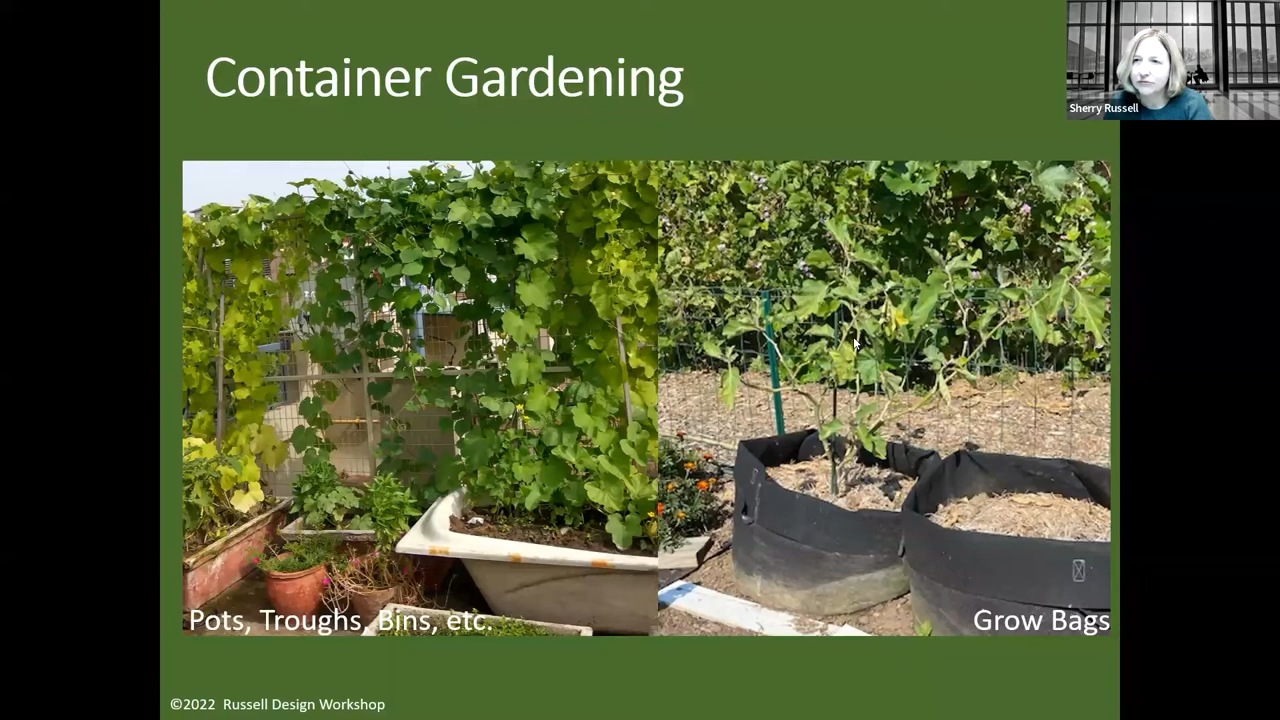 Container Gardening
Sherry Russell
Pots, Troughs, Bins, etc.
Grow Bags
©2022 Russell Design Workshop